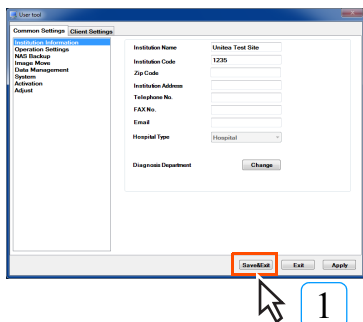 User tool
Common Settings Client Settings
Institution Information
Operation Settings
NAS Backup
Image Move
Data Management
System
Activation
Adjust
Institution Name Unitea Test Site
Institution Code 1235
Zip Code
Institution Address
Telephone No.
FAX No.
Email
Hospital Type Hospital
Diagnosis Department Change
Save&Exit Exit Apply
1